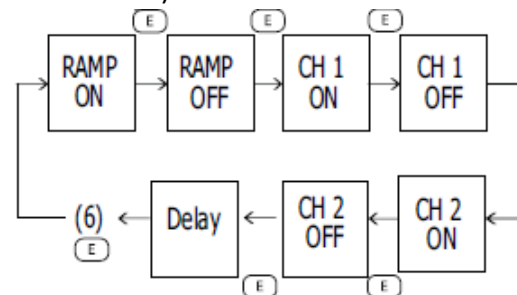 E E E
RAMP ON
RAMP OFF
CH 1 ON
CH 1 OFF
(6)
E
Delay
CH 2 OFF
CH 2 ON
E E